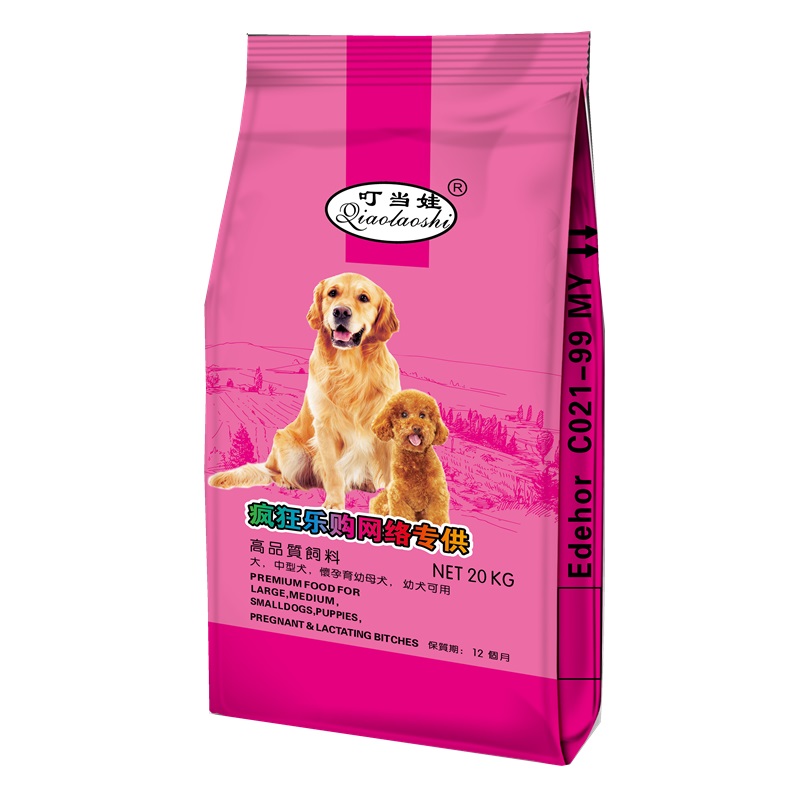 叮当娃
Qiaolaoshi
®
疯狂乐购网络专供
高品質飼料
大，中型犬，懷孕育幼母犬， 幼犬可用
NET 20 KG
PREMIUM FOOD FOR
LARGE,MEDIUM,
SMALLDOGS,PUPPIES,
PREGNANT & LACTATING BITCHES
保質期：12 個月
Edehor C021-99 MY